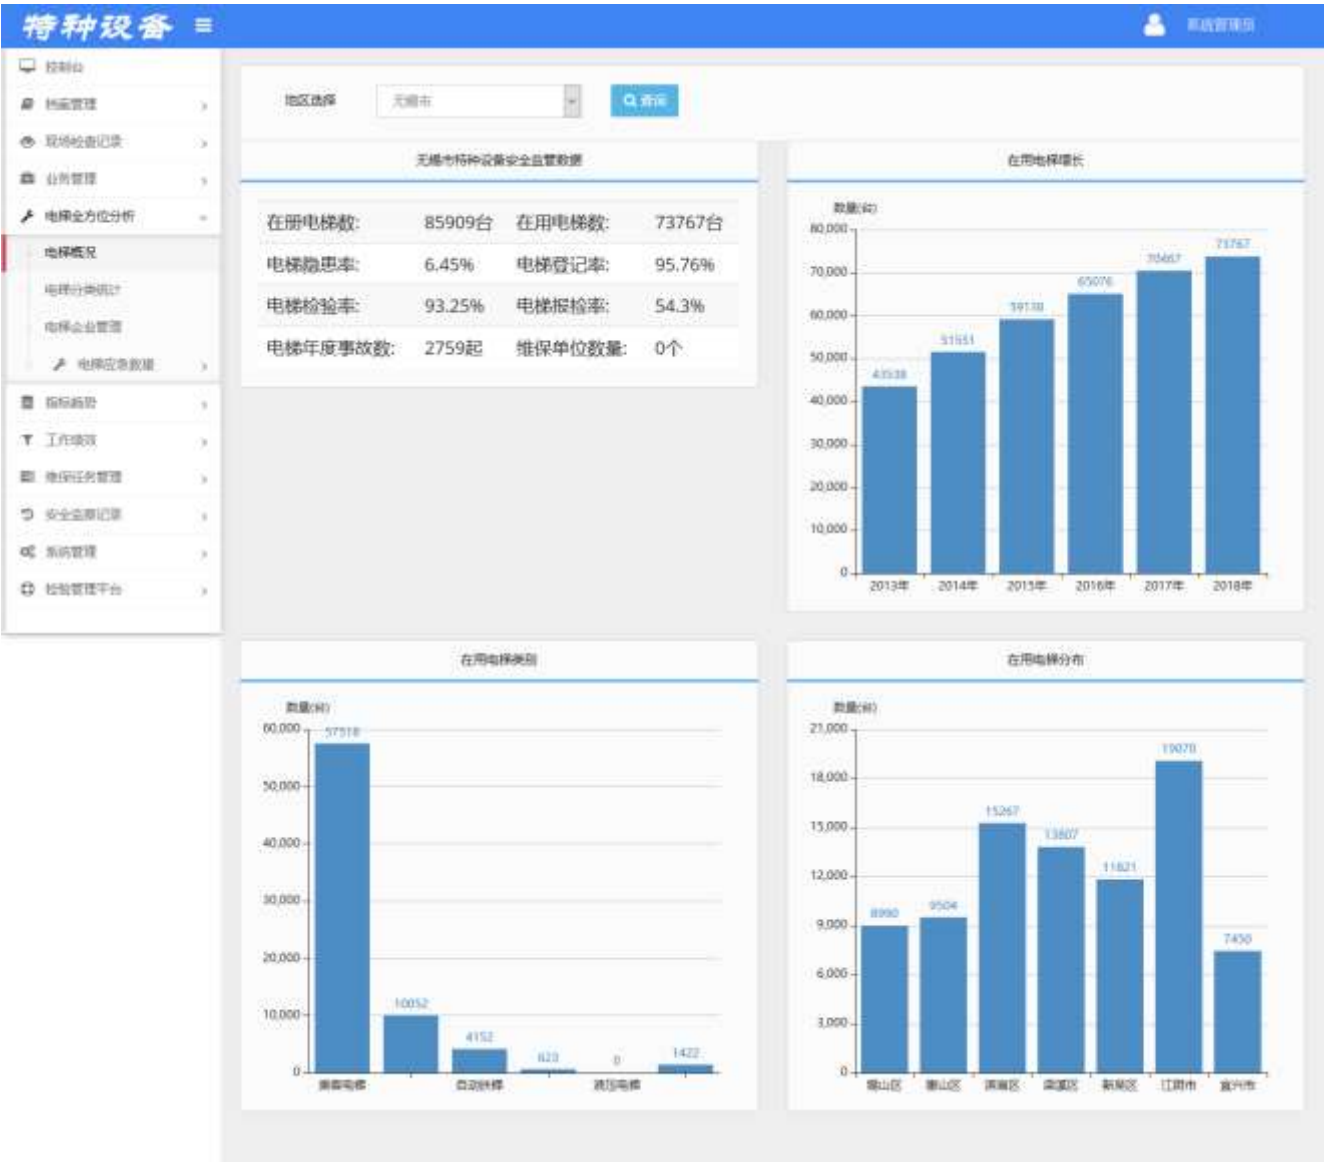 特种设备
系统管理员
控制台
档案管理
现场检查记录
业务管理
电梯全方位分析
电梯概况
电梯分类统计
电梯企业管理
电梯应急救援
指标趋势
工作绩效
维保任务管理
安全监察记录
系统管理
检验管理平台
地区选择 无锡市 查询
无锡市特种设备安全监管数据
在册电梯数: 85909台 在用电梯数: 73767台
电梯隐患率: 6.45% 电梯登记率: 95.76%
电梯检验率: 93.25% 电梯报检率: 54.3%
电梯年度事故数: 2759起 维保单位数量: 0个
在用电梯增长
数量(台)
80,000
70,000
60,000
50,000
40,000
30,000
20,000
10,000
0
43538
51551
59138
65076
70667
73767
2013年 2014年 2015年 2016年 2017年 2018年
在用电梯类别
数量(台)
60,000
50,000
40,000
30,000
20,000
10,000
0
57518
10052
4152
623
0
1422
乘客电梯 自动扶梯 液压电梯
在用电梯分布
数量(台)
21,000
18,000
15,000
12,000
9,000
6,000
3,000
0
8990
9504
15267
13807
11821
19070
7450
锡山区 惠山区 滨湖区 梁溪区 新吴区 江阴市 宜兴市